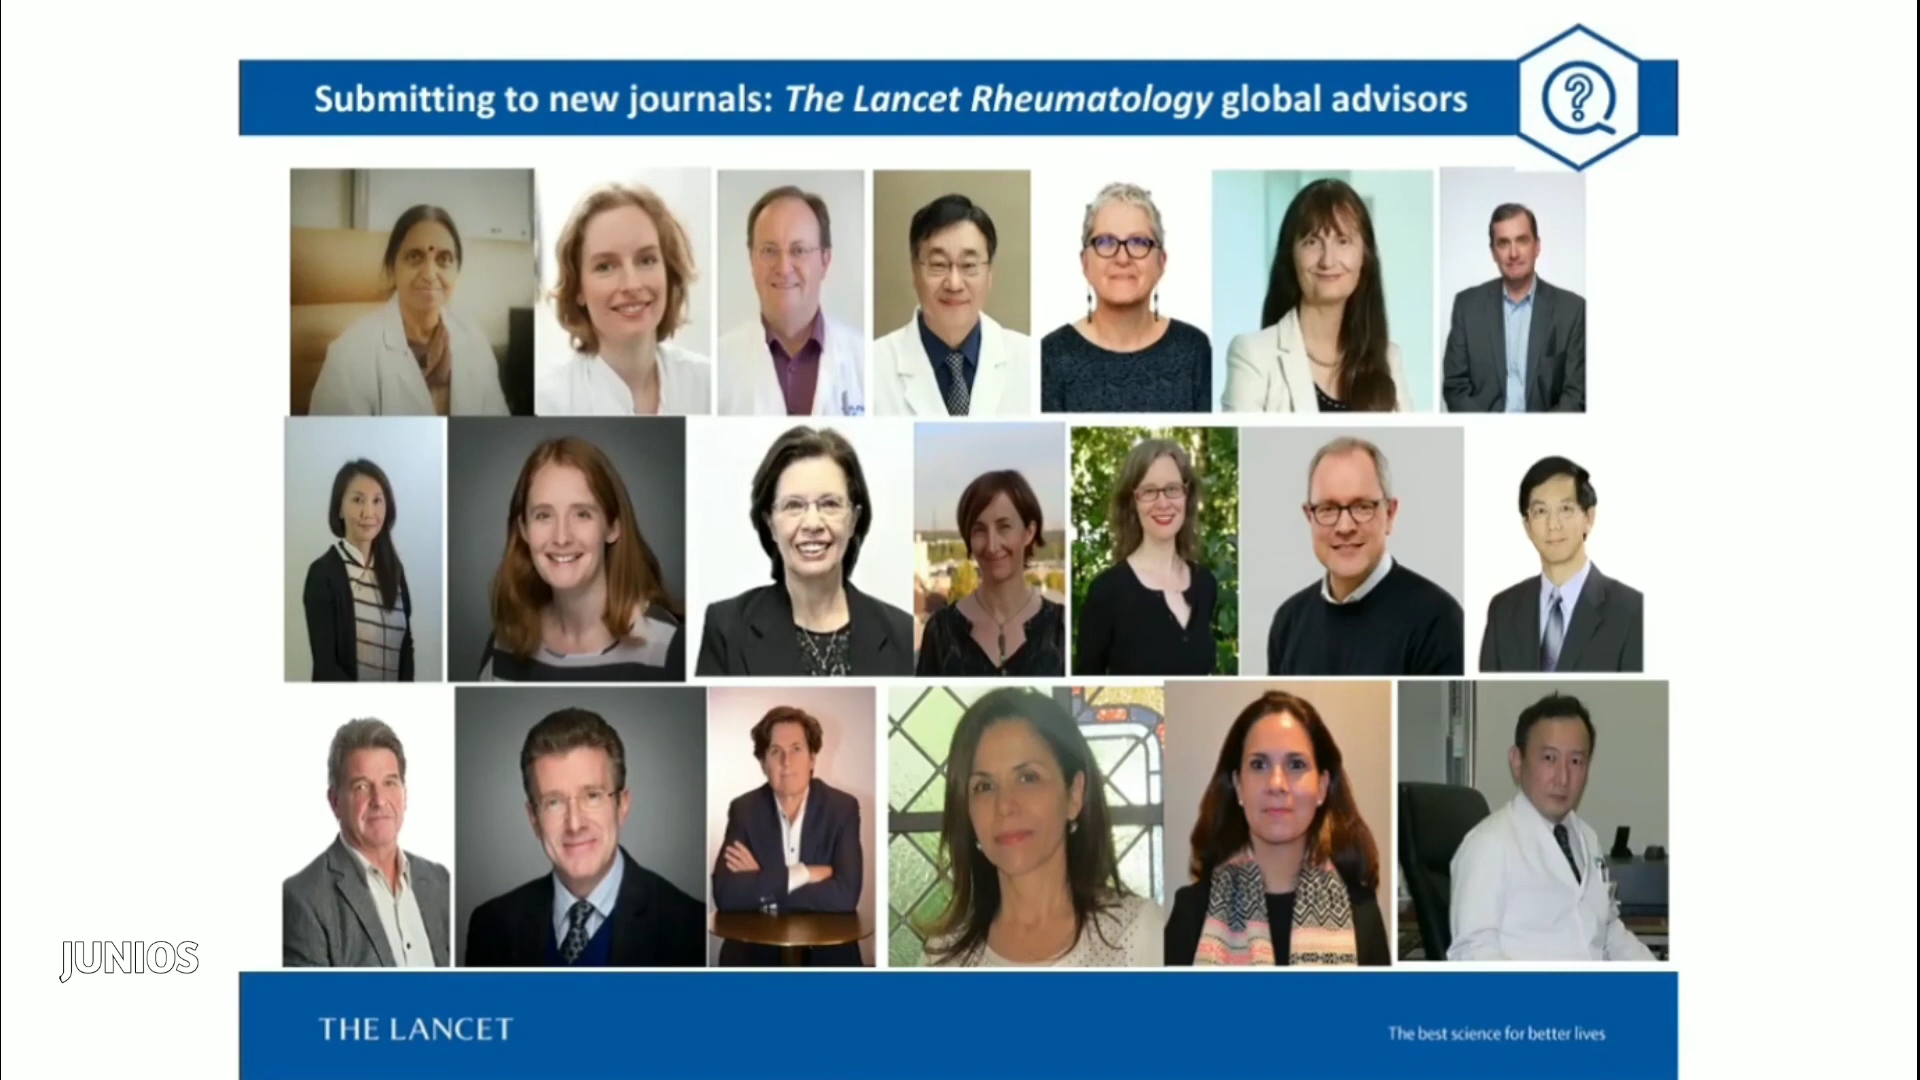 Submitting to new journals: The Lancet Rheumatology global advisors
JUNIOS
THE LANCET
The best science for better lives